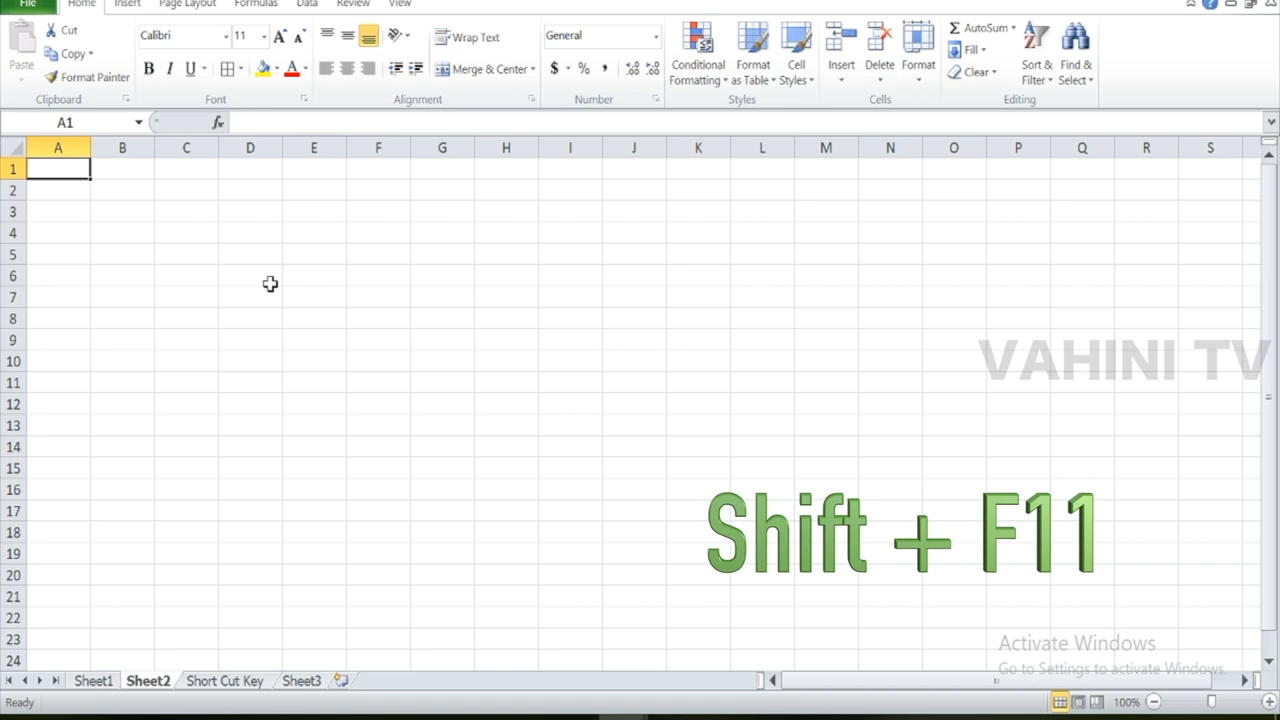 File Home Insert Page Layout Formulas Data Review View
Paste
Cut
Copy
Format Painter
Clipboard
Calibri 11
B I U
Font
Wrap Text
Merge & Center
Alignment
General
$ % ,
Number
Conditional Formatting
Format as Table
Cell Styles
Styles
Insert
Delete
Format
Cells
AutoSum
Fill
Clear
Sort & Filter
Find & Select
Editing
A1 fx
A B C D E F G H I J K L M N O P Q R S
1
2
3
4
5
6
7
8
9
10
11
12
13
14
15
16
17
18
19
20
21
22
23
24
VAHINI TV
Shift + F11
Activate Windows
Go to Settings to activate Windows.
Sheet1 Sheet2 Short Cut Key Sheet3
Ready 100%